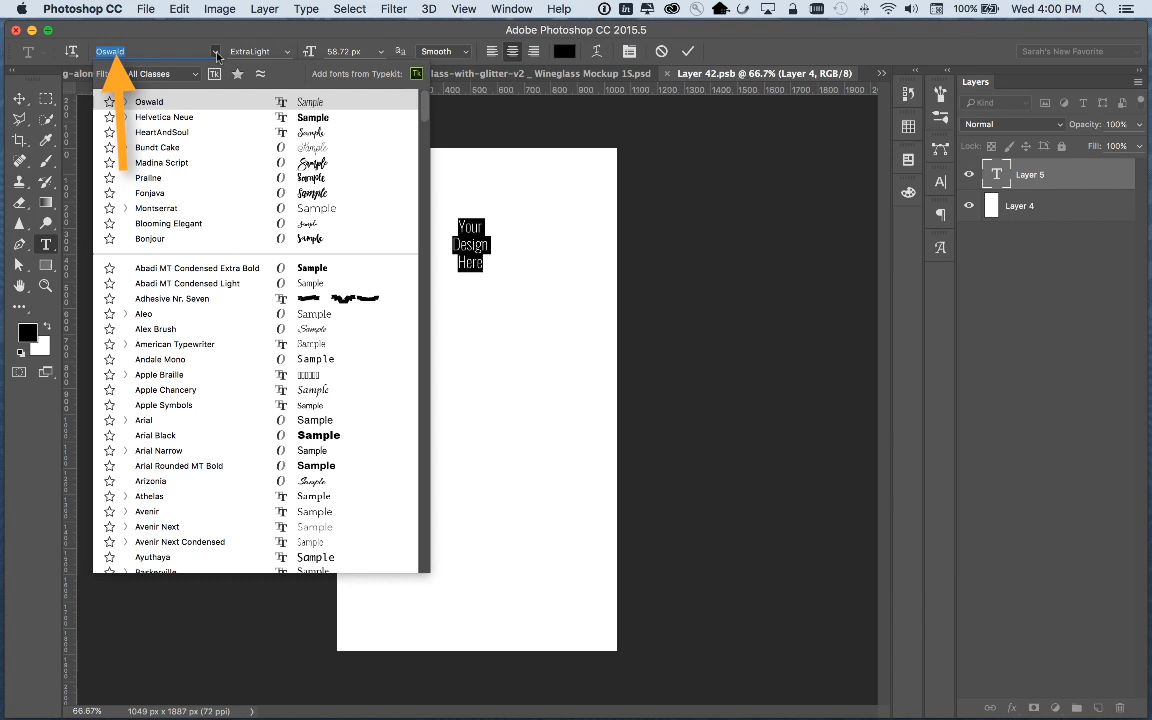 Photoshop CC File Edit Image Layer Type Select Filter 3D View Window Help 100% Wed 4:00 PM
Adobe Photoshop CC 2015.5
Oswald ExtraLight 58.72 px Smooth Sarah's New Favorite
g-alon Filt All Classes Add fonts from Typekit: Tk lass-with-glitter-v2 _ Wineglass Mockup 1S.psd × Layer 42.psb @ 66.7% (Layer 4, RGB/8)
Layers
Kind
Normal Opacity: 100%
Lock: Fill: 100%
Layer 5
Layer 4
Oswald Sample
Helvetica Neue Sample
HeartAndSoul Sample
Bundt Cake Sample
Madina Script Sample
Praline Sample
Fonjava Sample
Montserrat Sample
Blooming Elegant Sample
Bonjour Sample
Abadi MT Condensed Extra Bold Sample
Abadi MT Condensed Light Sample
Adhesive Nr. Seven
Aleo Sample
Alex Brush Sample
American Typewriter Sample
Andale Mono Sample
Apple Braille
Apple Chancery Sample
Apple Symbols Sample
Arial Sample
Arial Black Sample
Arial Narrow Sample
Arial Rounded MT Bold Sample
Arizonia Sample
Athelas Sample
Avenir Sample
Avenir Next Sample
Avenir Next Condensed Sample
Ayuthaya Sample
Baskerville Sample
Your
Design
Here
66.67% 1049 px x 1887 px (72 ppi)